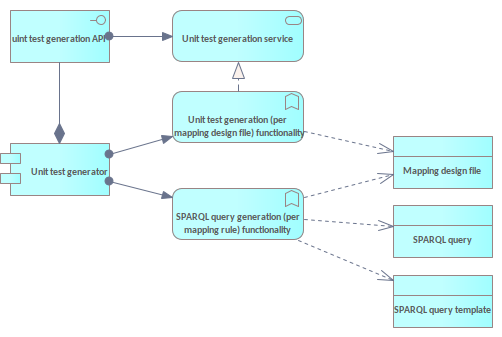 uint test generation API
Unit test generation service
Unit test generation (per
mapping design file) functionality
Unit test generator
Mapping design file
SPARQL query generation (per
mapping rule) functionality
SPARQL query
SPARQL query template